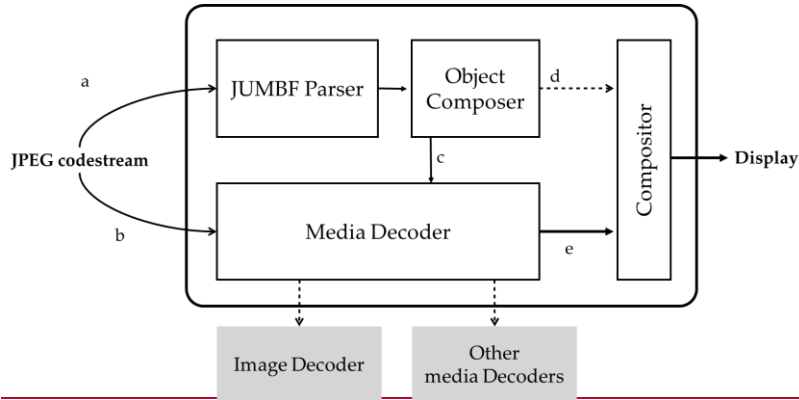 a
JUMBF Parser
Object
Composer
d
JPEG codestream
c
Compositor
Display
b
Media Decoder
e
Image Decoder
Other
media Decoders